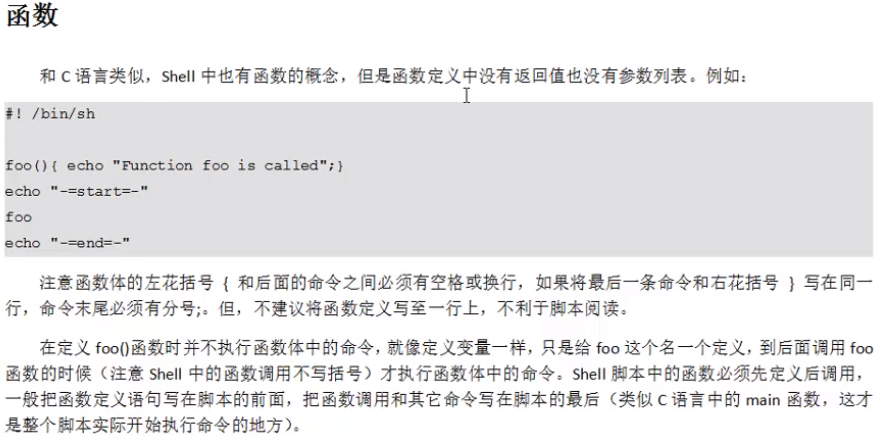 函数
和 C 语言类似，Shell 中也有函数的概念，但是函数定义中没有返回值也没有参数列表。例如：
#! /bin/sh
foo(){ echo "Function foo is called";}
echo "-=start=-"
foo
echo "-=end=-"
注意函数体的左花括号 { 和后面的命令之间必须有空格或换行，如果将最后一条命令和右花括号 } 写在同一
行，命令末尾必须有分号;。但，不建议将函数定义写至一行上，不利于脚本阅读。
在定义 foo()函数时并不执行函数体中的命令，就像定义变量一样，只是给 foo 这个名一个定义，到后面调用 foo
函数的时候（注意 Shell 中的函数调用不写括号）才执行函数体中的命令。Shell 脚本中的函数必须先定义后调用，
一般把函数定义语句写在脚本的前面，把函数调用和其它命令写在脚本的最后（类似 C 语言中的 main 函数，这才
是整个脚本实际开始执行命令的地方）。